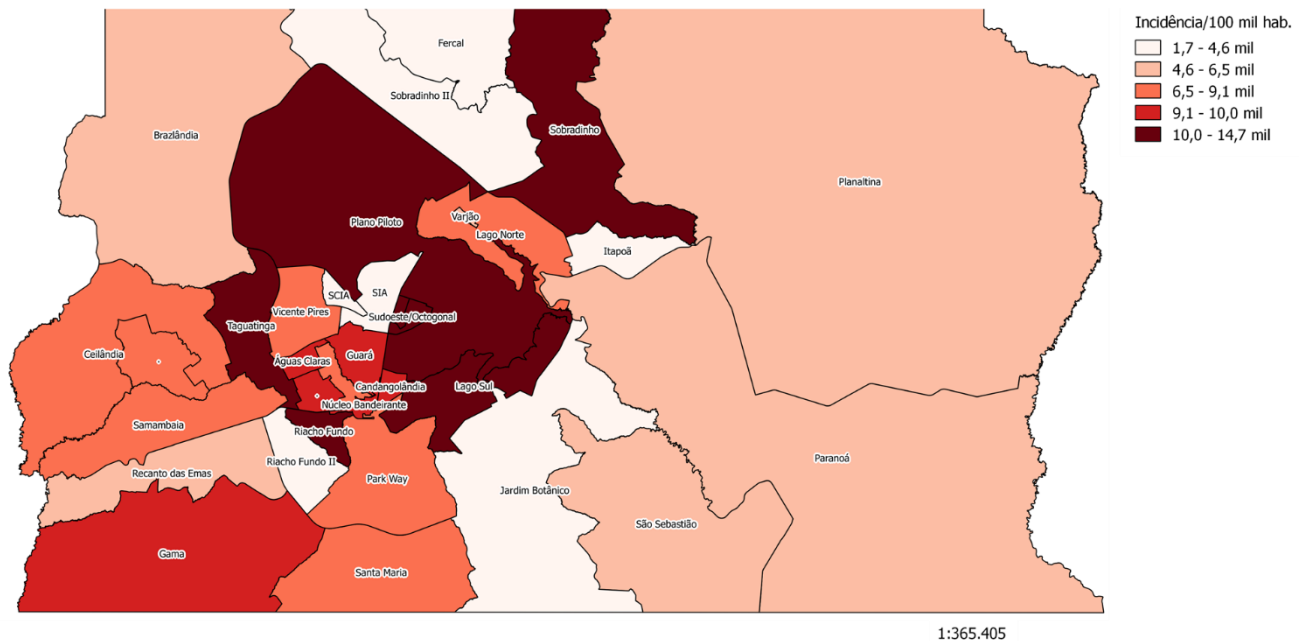 Incidência/100 mil hab.
1,7 - 4,6 mil
4,6 - 6,5 mil
6,5 - 9,1 mil
9,1 - 10,0 mil
10,0 - 14,7 mil
Fercal
Sobradinho II
Sobradinho
Brazlândia
Planaltina
Plano Piloto
Varjão
Lago Norte
Itapoã
SCIA
SIA
Vicente Pires
Sudoeste/Octogonal
Taguatinga
Ceilândia
Águas Claras
Guará
Candangolândia
Lago Sul
Núcleo Bandeirante
Samambaia
Riacho Fundo
Riacho Fundo II
Recanto das Emas
Park Way
Jardim Botânico
Paranoá
São Sebastião
Gama
Santa Maria
1:365.405